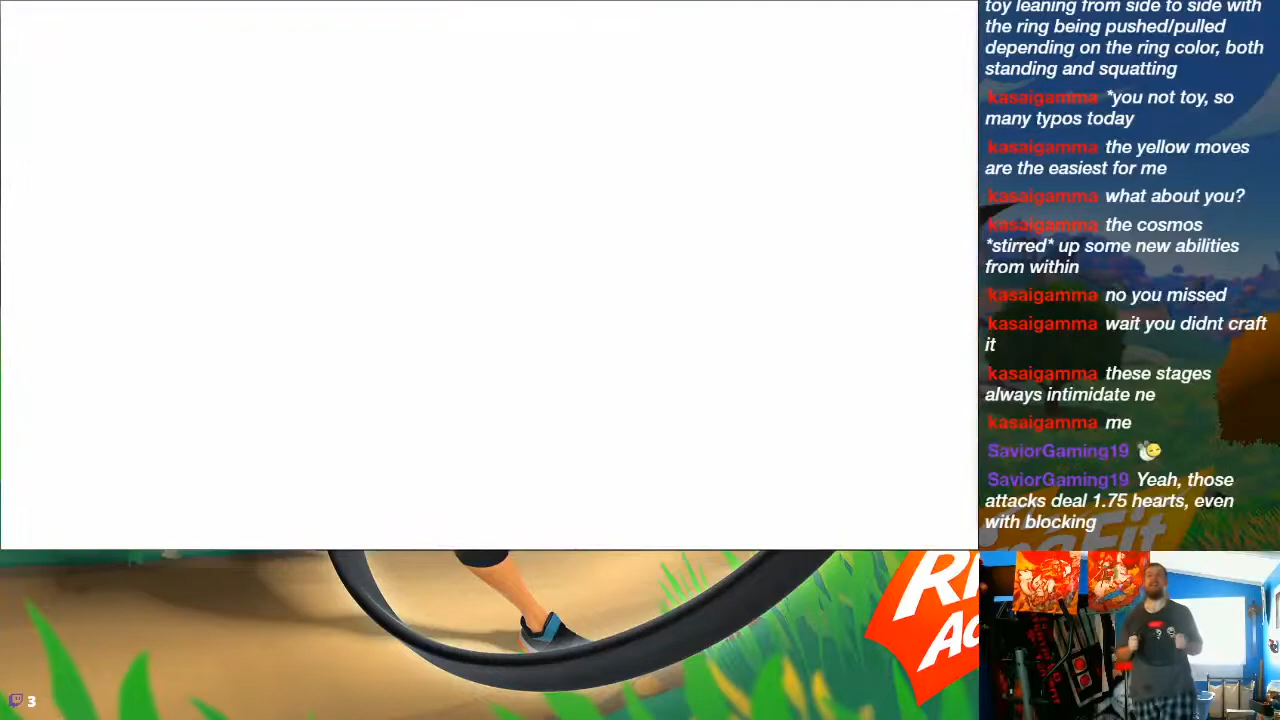 toy leaning from side to side with
the ring being pushed/pulled
depending on the ring color, both
standing and squatting
kasaigamma *you not toy, so
many typos today
kasaigamma the yellow moves
are the easiest for me
kasaigamma what about you?
kasaigamma the cosmos
*stirred* up some new abilities
from within
kasaigamma no you missed
kasaigamma wait you didnt craft
it
kasaigamma these stages
always intimidate ne
kasaigamma me
SaviorGaming19
SaviorGaming19 Yeah, those
attacks deal 1.75 hearts, even
with blocking
3